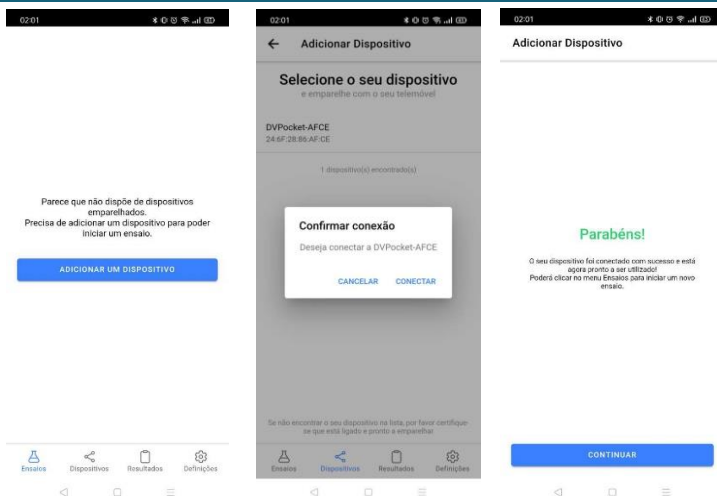 02:01
Parece que não dispõe de dispositivos
emparelhados.
Precisa de adicionar um dispositivo para poder
iniciar um ensaio.
ADICIONAR UM DISPOSITIVO
Ensaios
Dispositivos
Resultados
Definições
02:01
Adicionar Dispositivo
Selecione o seu dispositivo
e emparelhe com o seu telemóvel
DVPocket-AFCE
24:6F:28:86:AF:CE
1 dispositivo(s) encontrado(s)
Confirmar conexão
Deseja conectar a DVPocket-AFCE
CANCELAR
CONECTAR
Se não encontrar o seu dispositivo na lista, por favor certifique-
se que está ligado e pronto a emparelhar
Ensaios
Dispositivos
Resultados
Definições
02:01
Adicionar Dispositivo
Parabéns!
O seu dispositivo foi conectado com sucesso e está
agora pronto a ser utilizado!
Poderá clicar no menu Ensaios para iniciar um novo
ensaio.
CONTINUAR